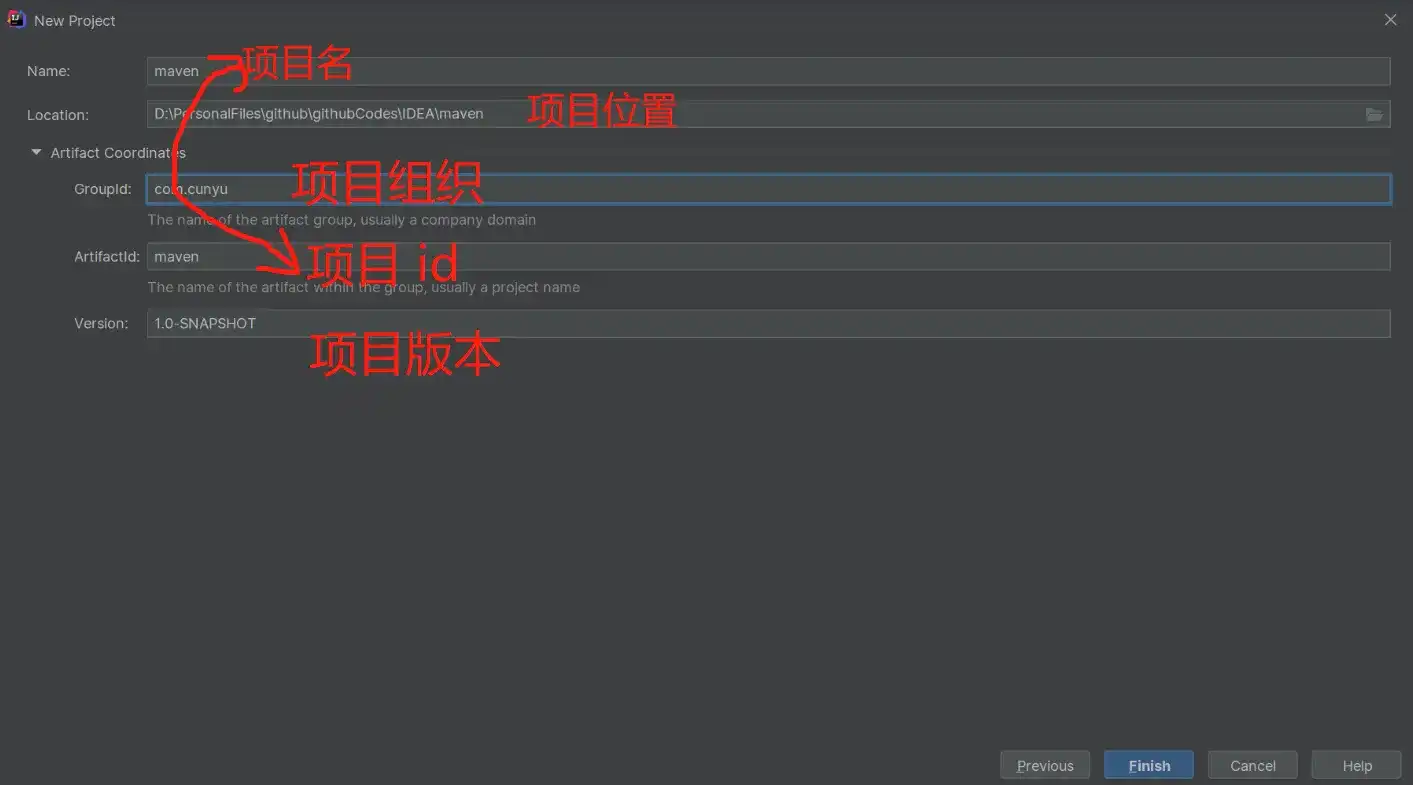 New Project
Name: maven 项目名
Location: D:\PersonalFiles\github\githubCodes\IDEA\maven 项目位置
Artifact Coordinates
GroupId: com.cunyu 项目组织
The name of the artifact group, usually a company domain
ArtifactId: maven 项目 id
The name of the artifact within the group, usually a project name
Version: 1.0-SNAPSHOT
项目版本
Previous Finish Cancel Help